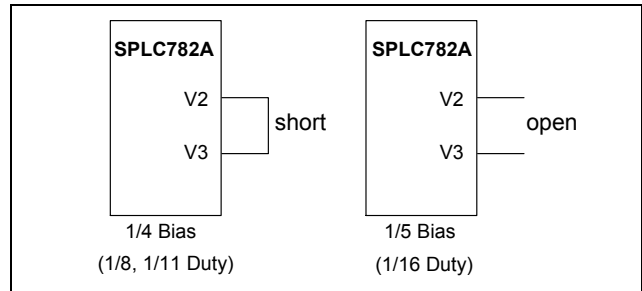 SPLC782A
V2
V3
short
1/4 Bias
(1/8, 1/11 Duty)
SPLC782A
V2
V3
open
1/5 Bias
(1/16 Duty)